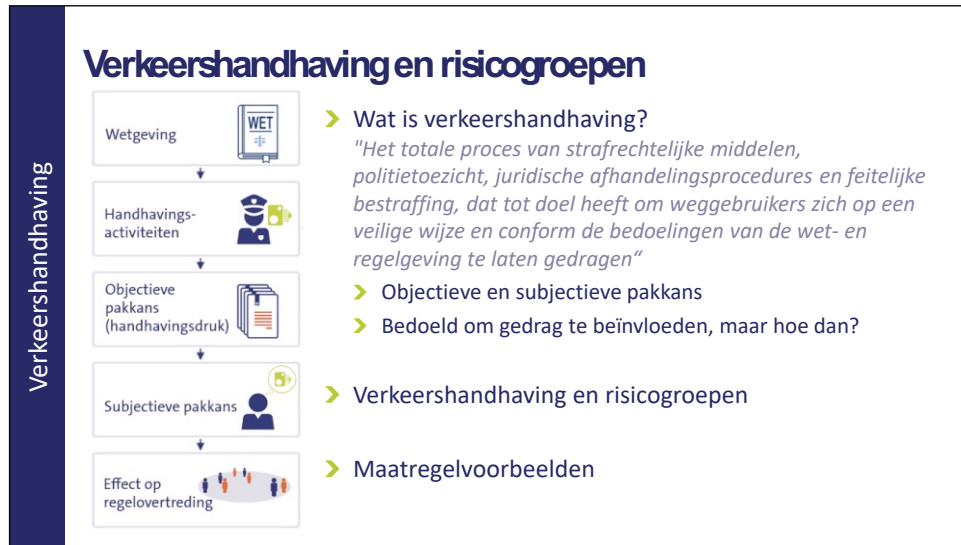 Verkeershandhaving
Verkeershandhaving en risicogroepen
Wetgeving
WET
Handhavings-
activiteiten
Objectieve
pakkans
(handhavingsdruk)
Subjectieve pakkans
Effect op
regelovertreding
Wat is verkeershandhaving?
"Het totale proces van strafrechtelijke middelen,
politietoezicht, juridische afhandelingsprocedures en feitelijke
bestraffing, dat tot doel heeft om weggebruikers zich op een
veilige wijze en conform de bedoelingen van de wet- en
regelgeving te laten gedragen“
Objectieve en subjectieve pakkans
Bedoeld om gedrag te beïnvloeden, maar hoe dan?
Verkeershandhaving en risicogroepen
Maatregelvoorbeelden